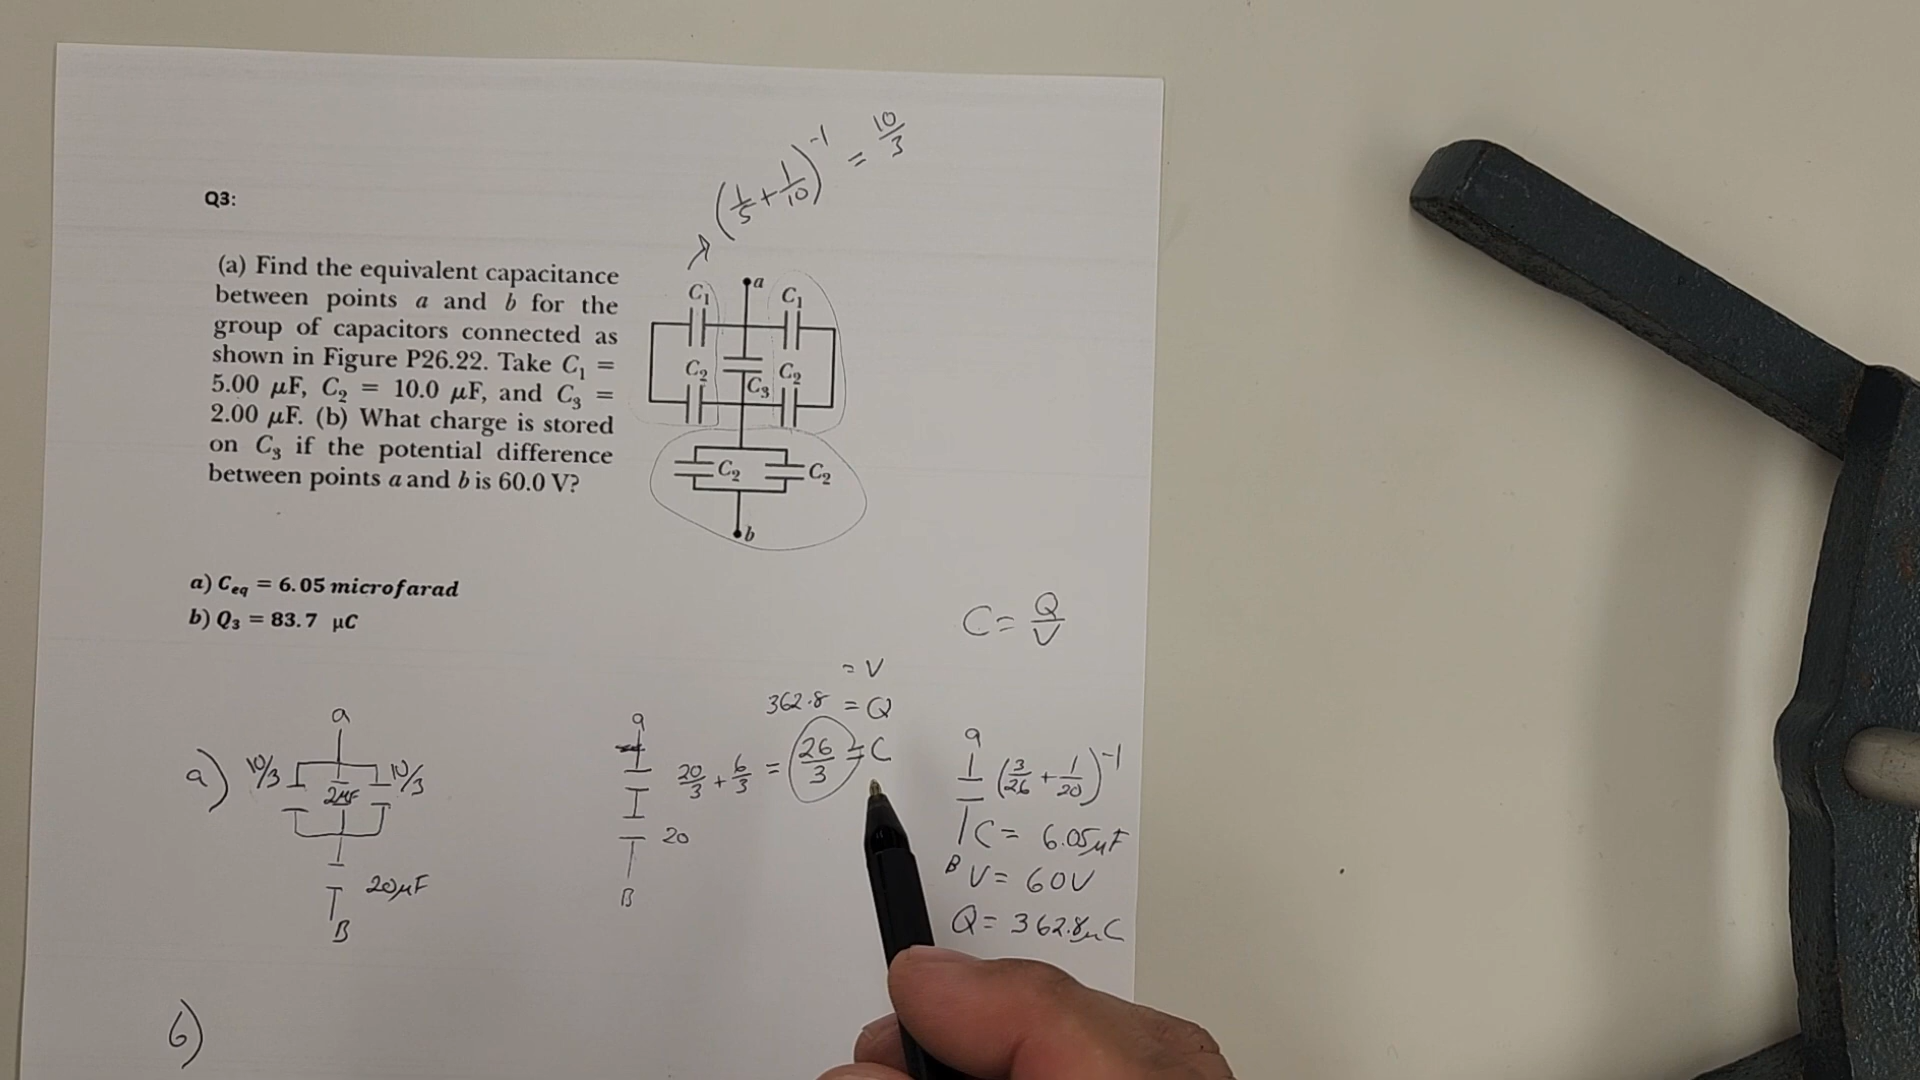 (1/5 + 1/10)^-1 = 10/3
Q3:
(a) Find the equivalent capacitance
between points a and b for the
group of capacitors connected as
shown in Figure P26.22. Take C₁ =
5.00 μF, C₂ = 10.0 μF, and C₃ =
2.00 μF. (b) What charge is stored
on C₃ if the potential difference
between points a and b is 60.0 V?
a
C₁ C₁
C₂ C₃ C₂
C₂ C₂
b
a) Ceq = 6.05 microfarad
b) Q₃ = 83.7 μC
C = Q/V
a)
a
10/3 2μF 10/3
20μF
B
a
= V
362.8 = Q
20/3 + 6/3 = 26/3 = C
20
B
a
(3/26 + 1/20)^-1
C = 6.05μF
B
V = 60V
Q = 362.8μC
b)